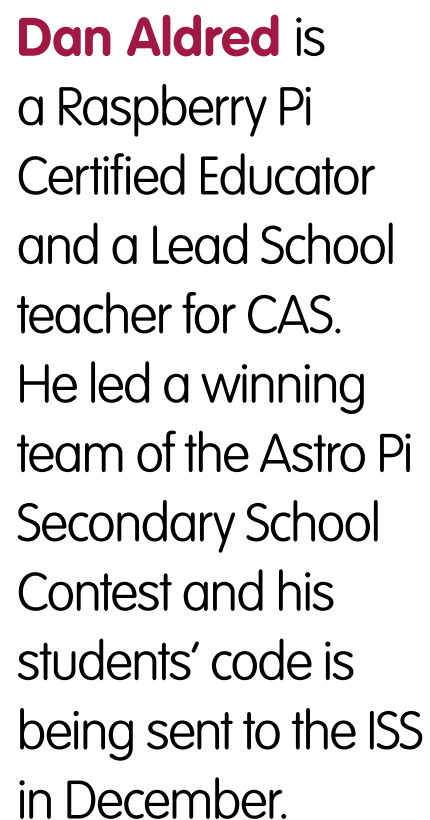 Dan Aldred is
a Raspberry Pi
Certified Educator
and a Lead School
teacher for CAS.
He led a winning
team of the Astro Pi
Secondary School
Contest and his
students’ code is
being sent to the ISS
in December.